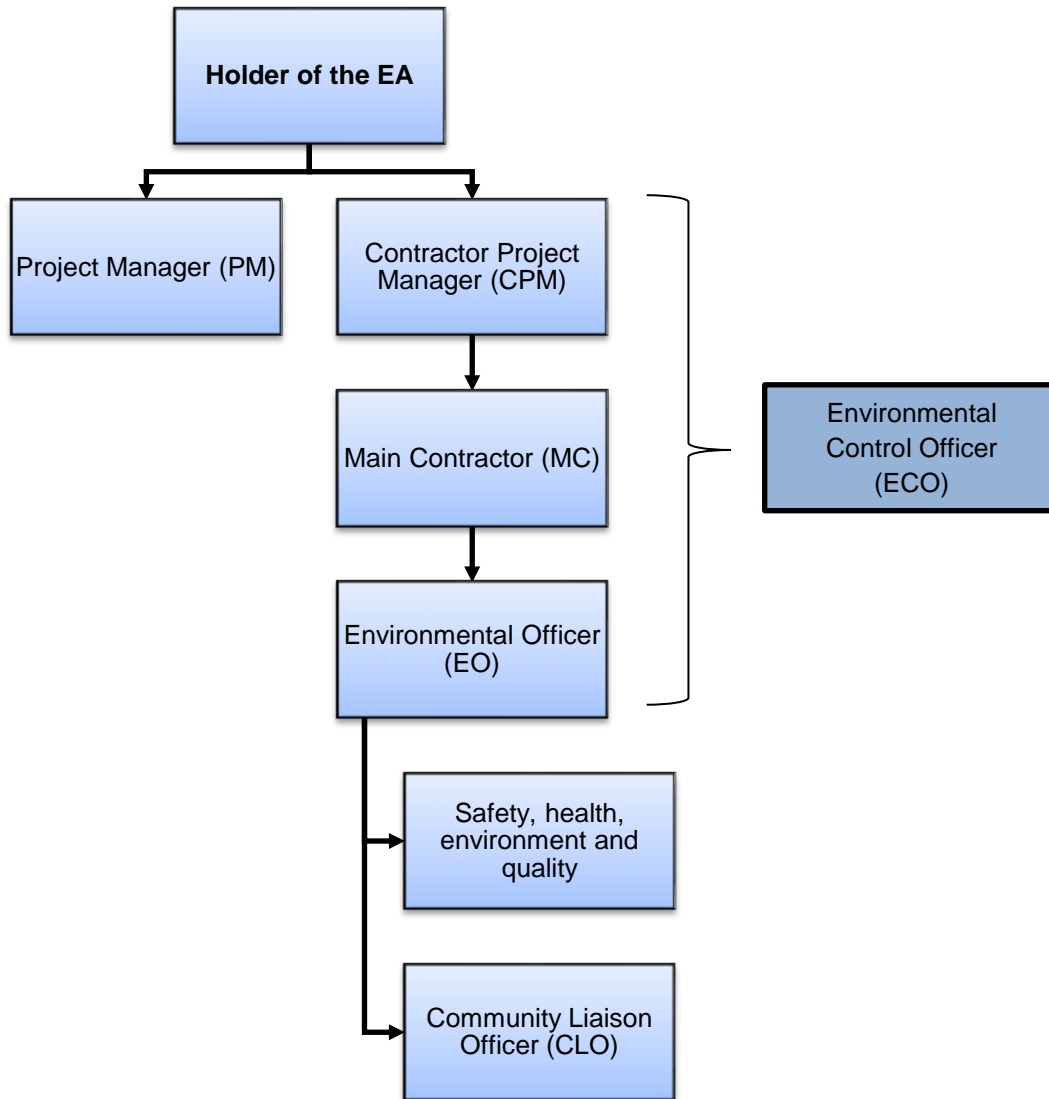 Holder of the EA
Project Manager (PM)
Contractor Project
Manager (CPM)
Main Contractor (MC)
Environmental
Control Officer
(ECO)
Environmental Officer
(EO)
Safety, health,
environment and
quality
Community Liaison
Officer (CLO)